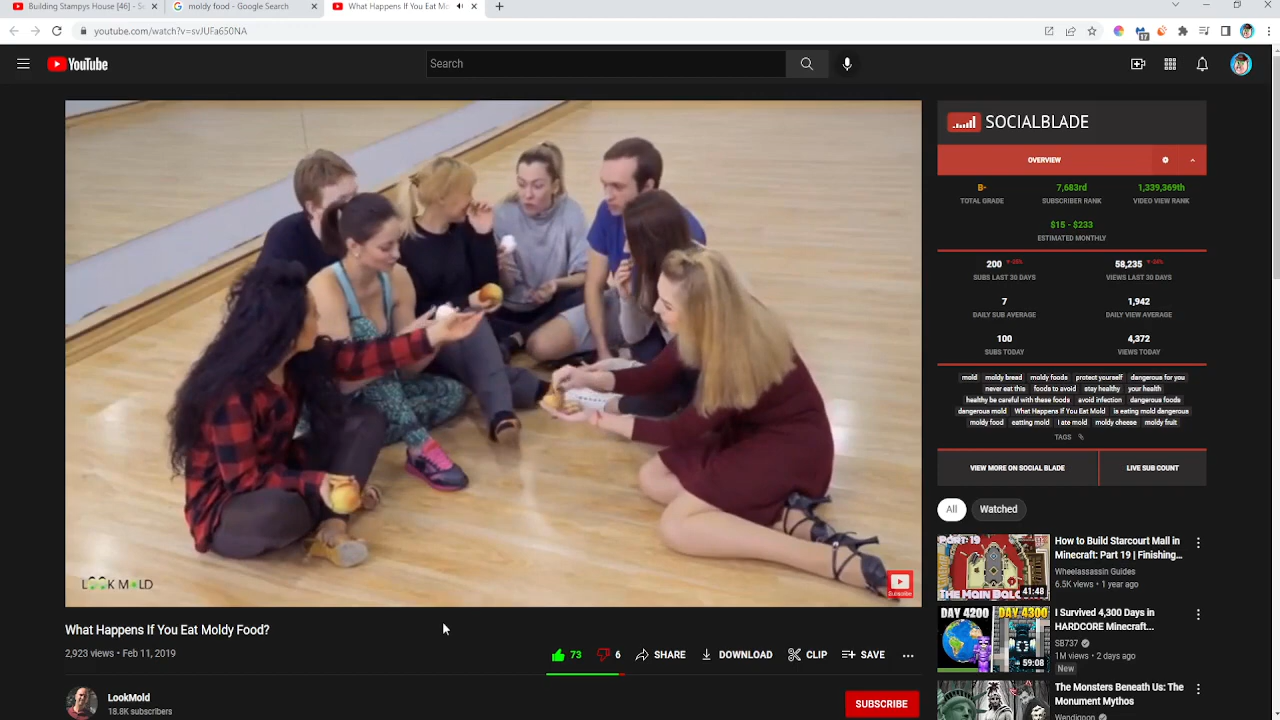 Building Stampys House [46] - Sc
moldy food - Google Search
What Happens If You Eat Mo
youtube.com/watch?v=svJUFa650NA
17
YouTube
Search
SOCIALBLADE
OVERVIEW
B-
7,683rd
1,339,369th
TOTAL GRADE
SUBSCRIBER RANK
VIDEO VIEW RANK
$15 - $233
ESTIMATED MONTHLY
200
58,235
SUBS LAST 30 DAYS
VIEWS LAST 30 DAYS
7
1,942
DAILY SUB AVERAGE
DAILY VIEW AVERAGE
100
4,372
SUBS TODAY
VIEWS TODAY
mold moldy bread moldy foods protect yourself dangerous for you
never eat this foods to avoid stay healthy your health
healthy be careful with these foods avoid infection dangerous foods
dangerous mold What Happens If You Eat Mold is eating mold dangerous
moldy food eatting mold I ate mold moldy cheese moldy fruit
TAGS
VIEW MORE ON SOCIAL BLADE
LIVE SUB COUNT
All
Watched
PART 19
THE MAIN BOLO
41:48
How to Build Starcourt Mall in
Minecraft: Part 19 | Finishing...
Wheelassassin Guides
6.5K views • 1 year ago
DAY 4200
DAY 4300
59:08
I Survived 4,300 Days in
HARDCORE Minecraft...
SB737
1M views • 2 days ago
New
The Monsters Beneath Us: The
Monument Mythos
Wendigoon
LOOK MOLD
Subscribe
What Happens If You Eat Moldy Food?
2,923 views • Feb 11, 2019
73
6
SHARE
DOWNLOAD
CLIP
SAVE
LookMold
18.8K subscribers
SUBSCRIBE